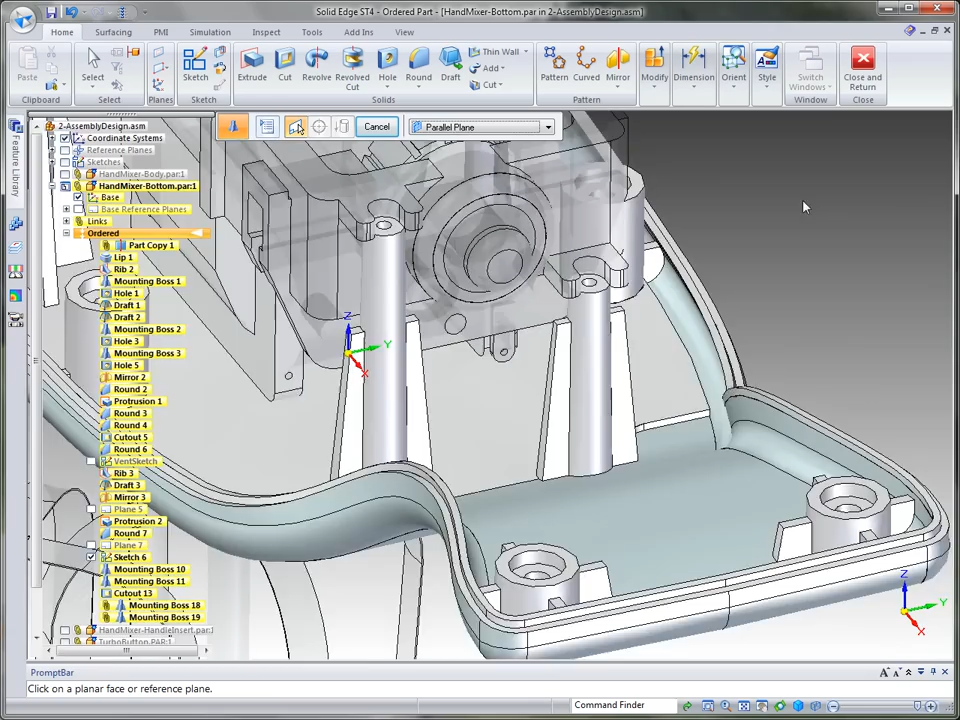 Solid Edge ST4 - Ordered Part - [HandMixer-Bottom.par in 2-AssemblyDesign.asm]
Home Surfacing PMI Simulation Inspect Tools Add Ins View
Paste Select Sketch Extrude Cut Revolve Revolved Cut Hole Round Draft Thin Wall Add Cut Pattern Curved Mirror Modify Dimension Orient Style Switch Windows Close and Return
Clipboard Select Planes Sketch Solids Pattern Window Close
Cancel Parallel Plane
Feature Library
2-AssemblyDesign.asm
Coordinate Systems
Reference Planes
Sketches
HandMixer-Body.par:1
HandMixer-Bottom.par:1
Base
Base Reference Planes
Links
Ordered
Part Copy 1
Lip 1
Rib 2
Mounting Boss 1
Hole 1
Draft 1
Draft 2
Mounting Boss 2
Hole 3
Mounting Boss 3
Hole 5
Mirror 2
Round 2
Protrusion 1
Round 3
Round 4
Cutout 5
Round 6
VentSketch
Rib 3
Draft 3
Mirror 3
Plane 5
Protrusion 2
Round 7
Plane 7
Sketch 6
Mounting Boss 10
Mounting Boss 11
Cutout 13
Mounting Boss 18
Mounting Boss 19
HandMixer-HandleInsert.par:1
TurboButton.PAR:1
Z
Y
X
Z
Y
X
PromptBar
Click on a planar face or reference plane.
Command Finder